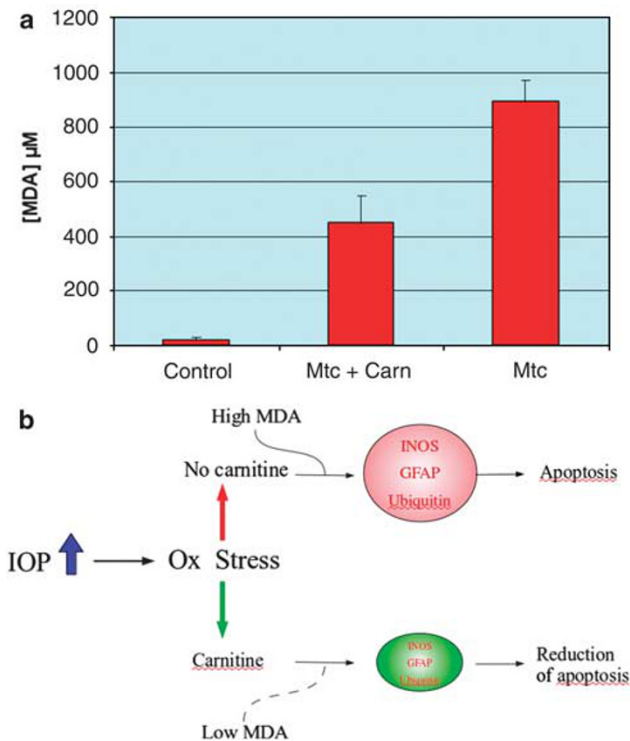 a
1200
1000
800
600
400
200
0
[MDA] µM
Control
Mtc + Carn
Mtc
b
High MDA
No carnitine
INOS
GFAP
Ubiquitin
Apoptosis
IOP
Ox Stress
Carnitine
INOS
GFAP
Ubiquitin
Reduction
of apoptosis
Low MDA